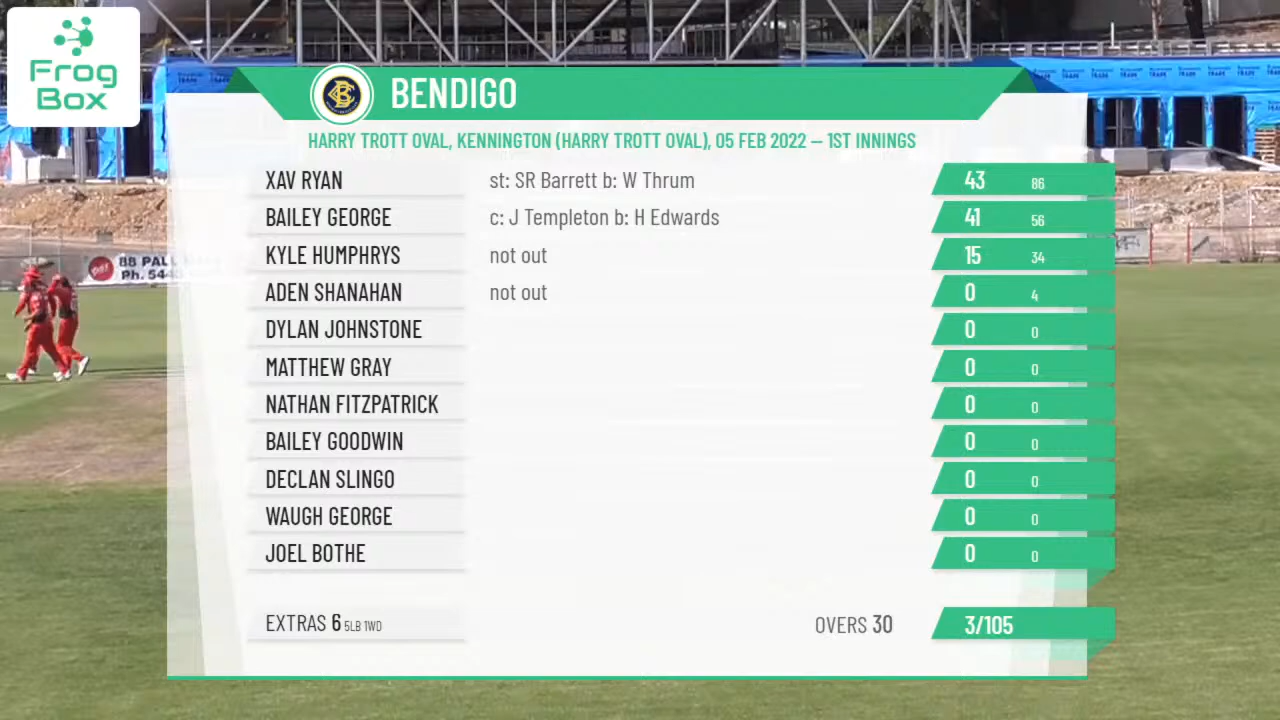 Frog
Box
BENDIGO
HARRY TROTT OVAL, KENNINGTON (HARRY TROTT OVAL), 05 FEB 2022 – 1ST INNINGS
XAV RYAN st: SR Barrett b: W Thrum 43 86
BAILEY GEORGE c: J Templeton b: H Edwards 41 56
KYLE HUMPHRYS not out 15 34
ADEN SHANAHAN not out 0 4
DYLAN JOHNSTONE 0 0
MATTHEW GRAY 0 0
NATHAN FITZPATRICK 0 0
BAILEY GOODWIN 0 0
DECLAN SLINGO 0 0
WAUGH GEORGE 0 0
JOEL BOTHE 0 0
EXTRAS 6 5LB 1WD OVERS 30 3/105
88 PALL
Ph. 544